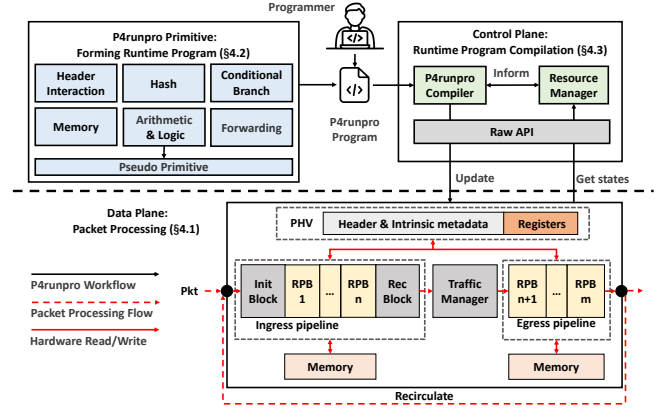 Programmer
P4runpro Primitive:
Forming Runtime Program (§4.2)
Header
Interaction
Hash
Conditional
Branch
Memory
Arithmetic
& Logic
Forwarding
Pseudo Primitive
</>
</>
P4runpro
Program
Control Plane:
Runtime Program Compilation (§4.3)
P4runpro
Compiler
Inform
Resource
Manager
Raw API
Update
Get states
Data Plane:
Packet Processing (§4.1)
PHV
Header & Intrinsic metadata
Registers
P4runpro Workflow
Packet Processing Flow
Hardware Read/Write
Pkt
Init
Block
RPB
1
...
RPB
n
Rec
Block
Ingress pipeline
Traffic
Manager
RPB
n+1
...
RPB
m
Egress pipeline
Memory
Memory
Recirculate